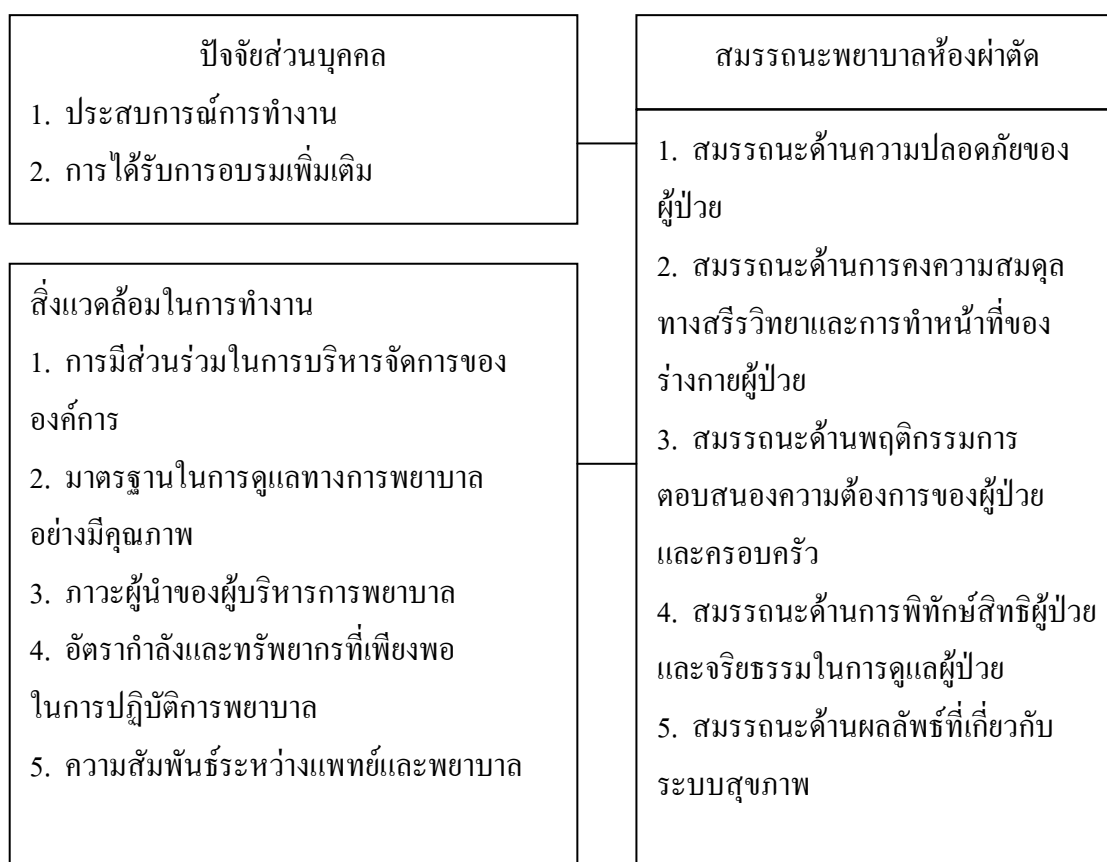 ปัจจัยส่วนบุคคล
1. ประสบการณ์การทำงาน
2. การได้รับการอบรมเพิ่มเติม
สิ่งแวดล้อมในการทำงาน
1. การมีส่วนร่วมในการบริหารจัดการของ
องค์การ
2. มาตรฐานในการดูแลทางการพยาบาล
อย่างมีคุณภาพ
3. ภาวะผู้นำของผู้บริหารการพยาบาล
4. อัตรากำลังและทรัพยากรที่เพียงพอ
ในการปฏิบัติการพยาบาล
5. ความสัมพันธ์ระหว่างแพทย์และพยาบาล
สมรรถนะพยาบาลห้องผ่าตัด
1. สมรรถนะด้านความปลอดภัยของ
ผู้ป่วย
2. สมรรถนะด้านการคงความสมดุล
ทางสรีรวิทยาและการทำหน้าที่ของ
ร่างกายผู้ป่วย
3. สมรรถนะด้านพฤติกรรมการ
ตอบสนองความต้องการของผู้ป่วย
และครอบครัว
4. สมรรถนะด้านการพิทักษ์สิทธิผู้ป่วย
และจริยธรรมในการดูแลผู้ป่วย
5. สมรรถนะด้านผลลัพธ์ที่เกี่ยวกับ
ระบบสุขภาพ